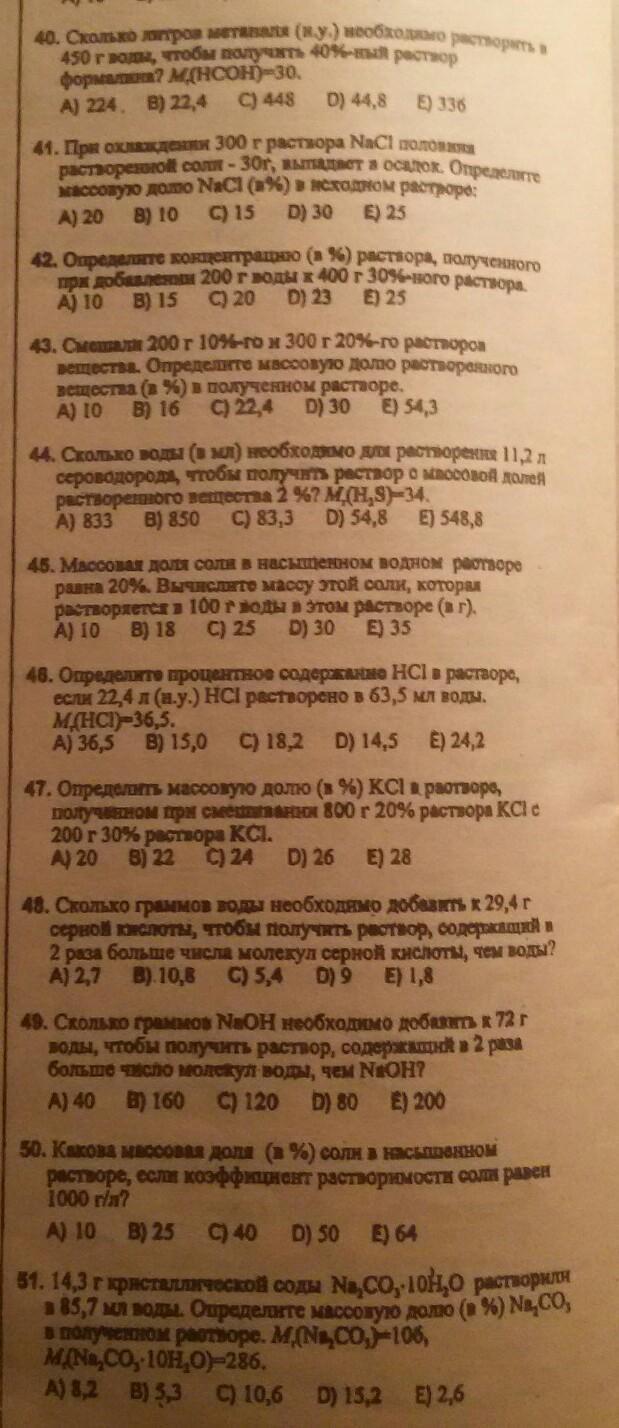 40. Сколько литров метаналя (н.у.) необходимо растворить в
450 г воды, чтобы получить 40%-ный раствор
формалина? Mᵣ(HCOH)=30.
A) 224 . B) 22,4 C) 448 D) 44,8 E) 336
41. При охлаждении 300 г раствора NaCl половина
растворенной соли - 30г, выпадает в осадок. Определите
массовую долю NaCl (в%) в исходном растворе:
A) 20 B) 10 C) 15 D) 30 E) 25
42. Определите концентрацию (в %) раствора, полученного
при добавлении 200 г воды к 400 г 30%-ного раствора.
A) 10 B) 15 C) 20 D) 23 E) 25
43. Смешали 200 г 10%-го и 300 г 20%-го растворов
вещества. Определите массовую долю растворенного
вещества (в %) в полученном растворе.
A) 10 B) 16 C) 22,4 D) 30 E) 54,3
44. Сколько воды (в мл) необходимо для растворения 11,2 л
сероводорода, чтобы получить раствор с массовой долей
растворенного вещества 2 %? Mᵣ(H₂S)=34.
A) 833 B) 850 C) 83,3 D) 54,8 E) 548,8
45. Массовая доля соли в насыщенном водном растворе
равна 20%. Вычислите массу этой соли, которая
растворяется в 100 г воды в этом растворе (в г).
A) 10 B) 18 C) 25 D) 30 E) 35
46. Определите процентное содержание HCl в растворе,
если 22,4 л (н.у.) HCl растворено в 63,5 мл воды.
Mᵣ(HCl)=36,5.
A) 36,5 B) 15,0 C) 18,2 D) 14,5 E) 24,2
47. Определить массовую долю (в %) KCl в растворе,
полученном при смешивании 800 г 20% раствора KCl с
200 г 30% раствора KCl.
A) 20 B) 22 C) 24 D) 26 E) 28
48. Сколько граммов воды необходимо добавить к 29,4 г
серной кислоты, чтобы получить раствор, содержащий в
2 раза больше числа молекул серной кислоты, чем воды?
A) 2,7 B) 10,8 C) 5,4 D) 9 E) 1,8
49. Сколько граммов NaOH необходимо добавить к 72 г
воды, чтобы получить раствор, содержащий в 2 раза
больше число молекул воды, чем NaOH?
A) 40 B) 160 C) 120 D) 80 E) 200
50. Какова массовая доля (в %) соли в насыщенном
растворе, если коэффициент растворимости соли равен
1000 г/л?
A) 10 B) 25 C) 40 D) 50 E) 64
51. 14,3 г кристаллической соды Na₂CO₃·10H₂O растворили
в 85,7 мл воды. Определите массовую долю (в %) Na₂CO₃
в полученном растворе. Mᵣ(Na₂CO₃)=106,
Mᵣ(Na₂CO₃·10H₂O)=286.
A) 8,2 B) 5,3 C) 10,6 D) 15,2 E) 2,6